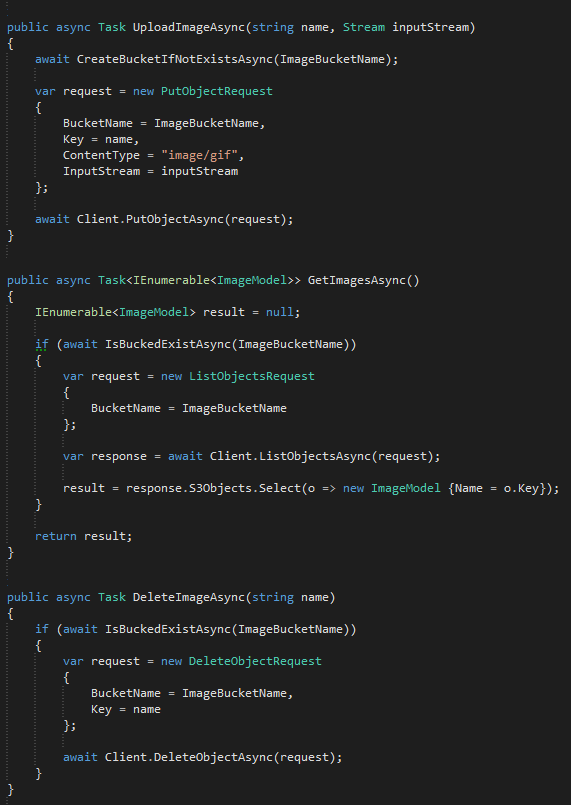 public async Task UploadImageAsync(string name, Stream inputStream)
{
    await CreateBucketIfNotExistsAsync(ImageBucketName);

    var request = new PutObjectRequest
    {
        BucketName = ImageBucketName,
        Key = name,
        ContentType = "image/gif",
        InputStream = inputStream
    };

    await Client.PutObjectAsync(request);
}

public async Task<IEnumerable<ImageModel>> GetImagesAsync()
{
    IEnumerable<ImageModel> result = null;

    if (await IsBuckedExistAsync(ImageBucketName))
    {
        var request = new ListObjectsRequest
        {
            BucketName = ImageBucketName
        };

        var response = await Client.ListObjectsAsync(request);

        result = response.S3Objects.Select(o => new ImageModel {Name = o.Key});
    }

    return result;
}

public async Task DeleteImageAsync(string name)
{
    if (await IsBuckedExistAsync(ImageBucketName))
    {
        var request = new DeleteObjectRequest
        {
            BucketName = ImageBucketName,
            Key = name
        };

        await Client.DeleteObjectAsync(request);
    }
}